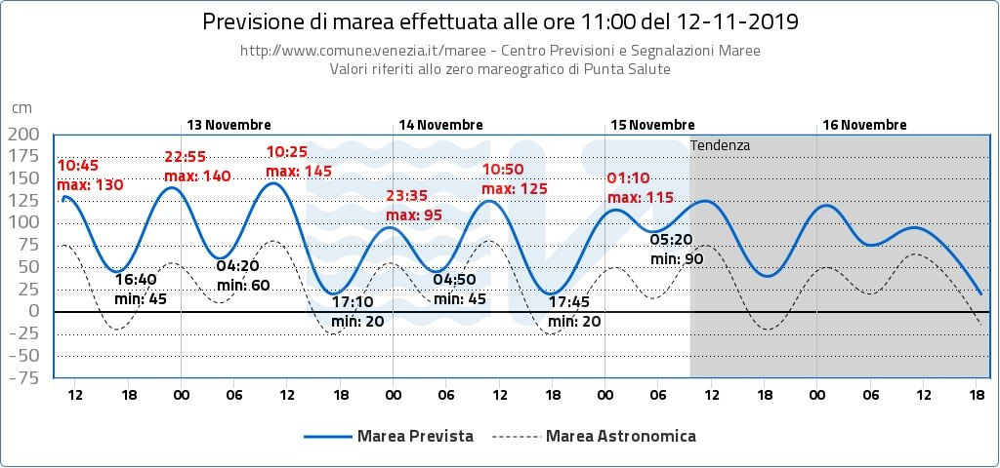 Previsione di marea effettuata alle ore 11:00 del 12-11-2019
http://www.comune.venezia.it/maree - Centro Previsioni e Segnalazioni Maree
Valori riferiti allo zero mareografico di Punta Salute
cm
13 Novembre 14 Novembre 15 Novembre 16 Novembre
200
175
150
125
100
75
50
25
0
-25
-50
-75
Tendenza
10:45
max: 130
22:55
max: 140
10:25
max: 145
23:35
max: 95
10:50
max: 125
01:10
max: 115
16:40
min: 45
04:20
min: 60
17:10
min: 20
04:50
min: 45
17:45
min: 20
05:20
min: 90
12 18 00 06 12 18 00 06 12 18 00 06 12 18 00 06 12 18
Marea Prevista Marea Astronomica